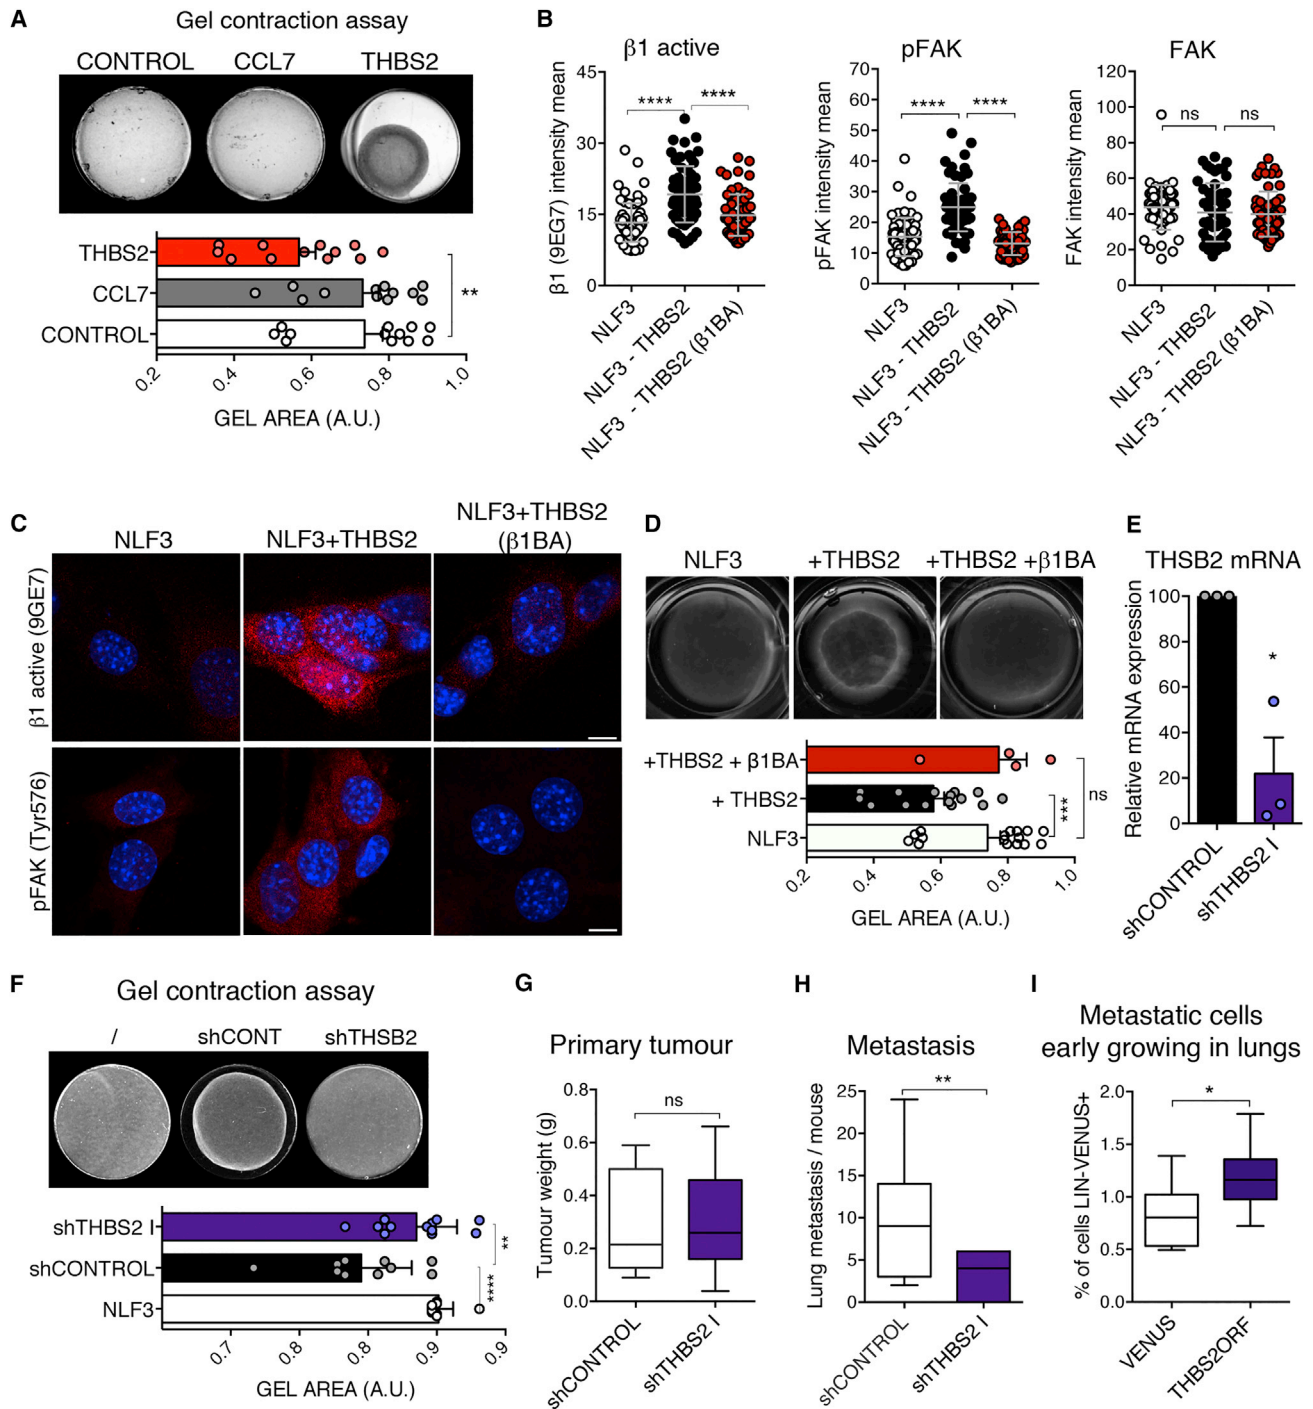 A
Gel contraction assay
CONTROL CCL7 THBS2
THBS2
CCL7
CONTROL
**
0.2 0.4 0.6 0.8 1.0
GEL AREA (A.U.)
B
β1 active
β1 (9EG7) intensity mean
45
30
15
0
**** ****
NLF3
NLF3 - THBS2
NLF3 - THBS2 (β1BA)
pFAK
pFAK intensity mean
70
60
50
40
30
20
10
0
**** ****
NLF3
NLF3 - THBS2
NLF3 - THBS2 (β1BA)
FAK
FAK intensity mean
120
100
80
60
40
20
0
ns ns
NLF3
NLF3 - THBS2
NLF3 - THBS2 (β1BA)
C
NLF3 NLF3+THBS2 NLF3+THBS2
(β1BA)
β1 active (9GE7)
pFAK (Tyr576)
D
NLF3 +THBS2 +THBS2 +β1BA
+THBS2 + β1BA
+ THBS2
NLF3
***
ns
0.2 0.4 0.6 0.8 1.0
GEL AREA (A.U.)
E
THSB2 mRNA
Relative mRNA expression
100
80
60
40
20
0
*
shCONTROL
shTHBS2 I
F
Gel contraction assay
/ shCONT shTHSB2
shTHBS2 I
shCONTROL
NLF3
**
****
0.7 0.8 0.8 0.9 0.9
GEL AREA (A.U.)
G
Primary tumour
Tumour weight (g)
0.8
0.6
0.4
0.2
0.0
ns
shCONTROL
shTHBS2 I
H
Metastasis
Lung metastasis / mouse
25
20
15
10
5
0
**
shCONTROL
shTHBS2 I
I
Metastatic cells
early growing in lungs
% of cells LIN-VENUS+
2.0
1.5
1.0
0.5
0.0
*
VENUS
THBS2ORF